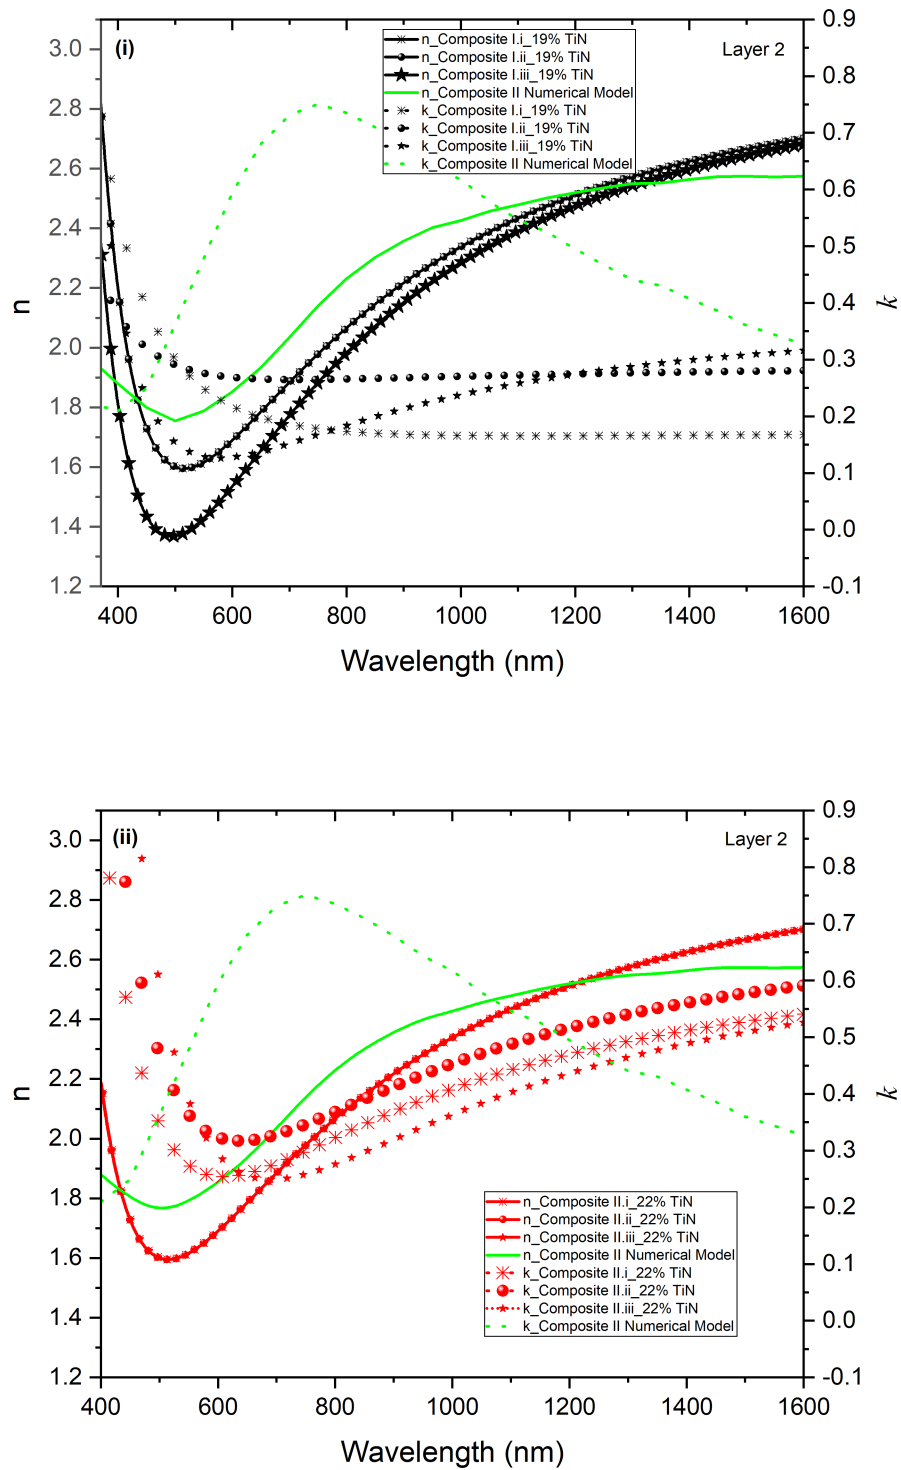 (i)
Layer 2
n_Composite I.i_19% TiN
n_Composite I.ii_19% TiN
n_Composite I.iii_19% TiN
n_Composite II Numerical Model
k_Composite I.i_19% TiN
k_Composite I.ii_19% TiN
k_Composite I.iii_19% TiN
k_Composite II Numerical Model
3.0
2.8
2.6
2.4
2.2
2.0
1.8
1.6
1.4
1.2
n
0.9
0.8
0.7
0.6
0.5
0.4
0.3
0.2
0.1
0.0
-0.1
k
400 600 800 1000 1200 1400 1600
Wavelength (nm)
(ii)
Layer 2
3.0
2.8
2.6
2.4
2.2
2.0
1.8
1.6
1.4
1.2
n
0.9
0.8
0.7
0.6
0.5
0.4
0.3
0.2
0.1
0.0
-0.1
k
n_Composite II.i_22% TiN
n_Composite II.ii_22% TiN
n_Composite II.iii_22% TiN
n_Composite II Numerical Model
k_Composite II.i_22% TiN
k_Composite II.ii_22% TiN
k_Composite II.iii_22% TiN
k_Composite II Numerical Model
400 600 800 1000 1200 1400 1600
Wavelength (nm)